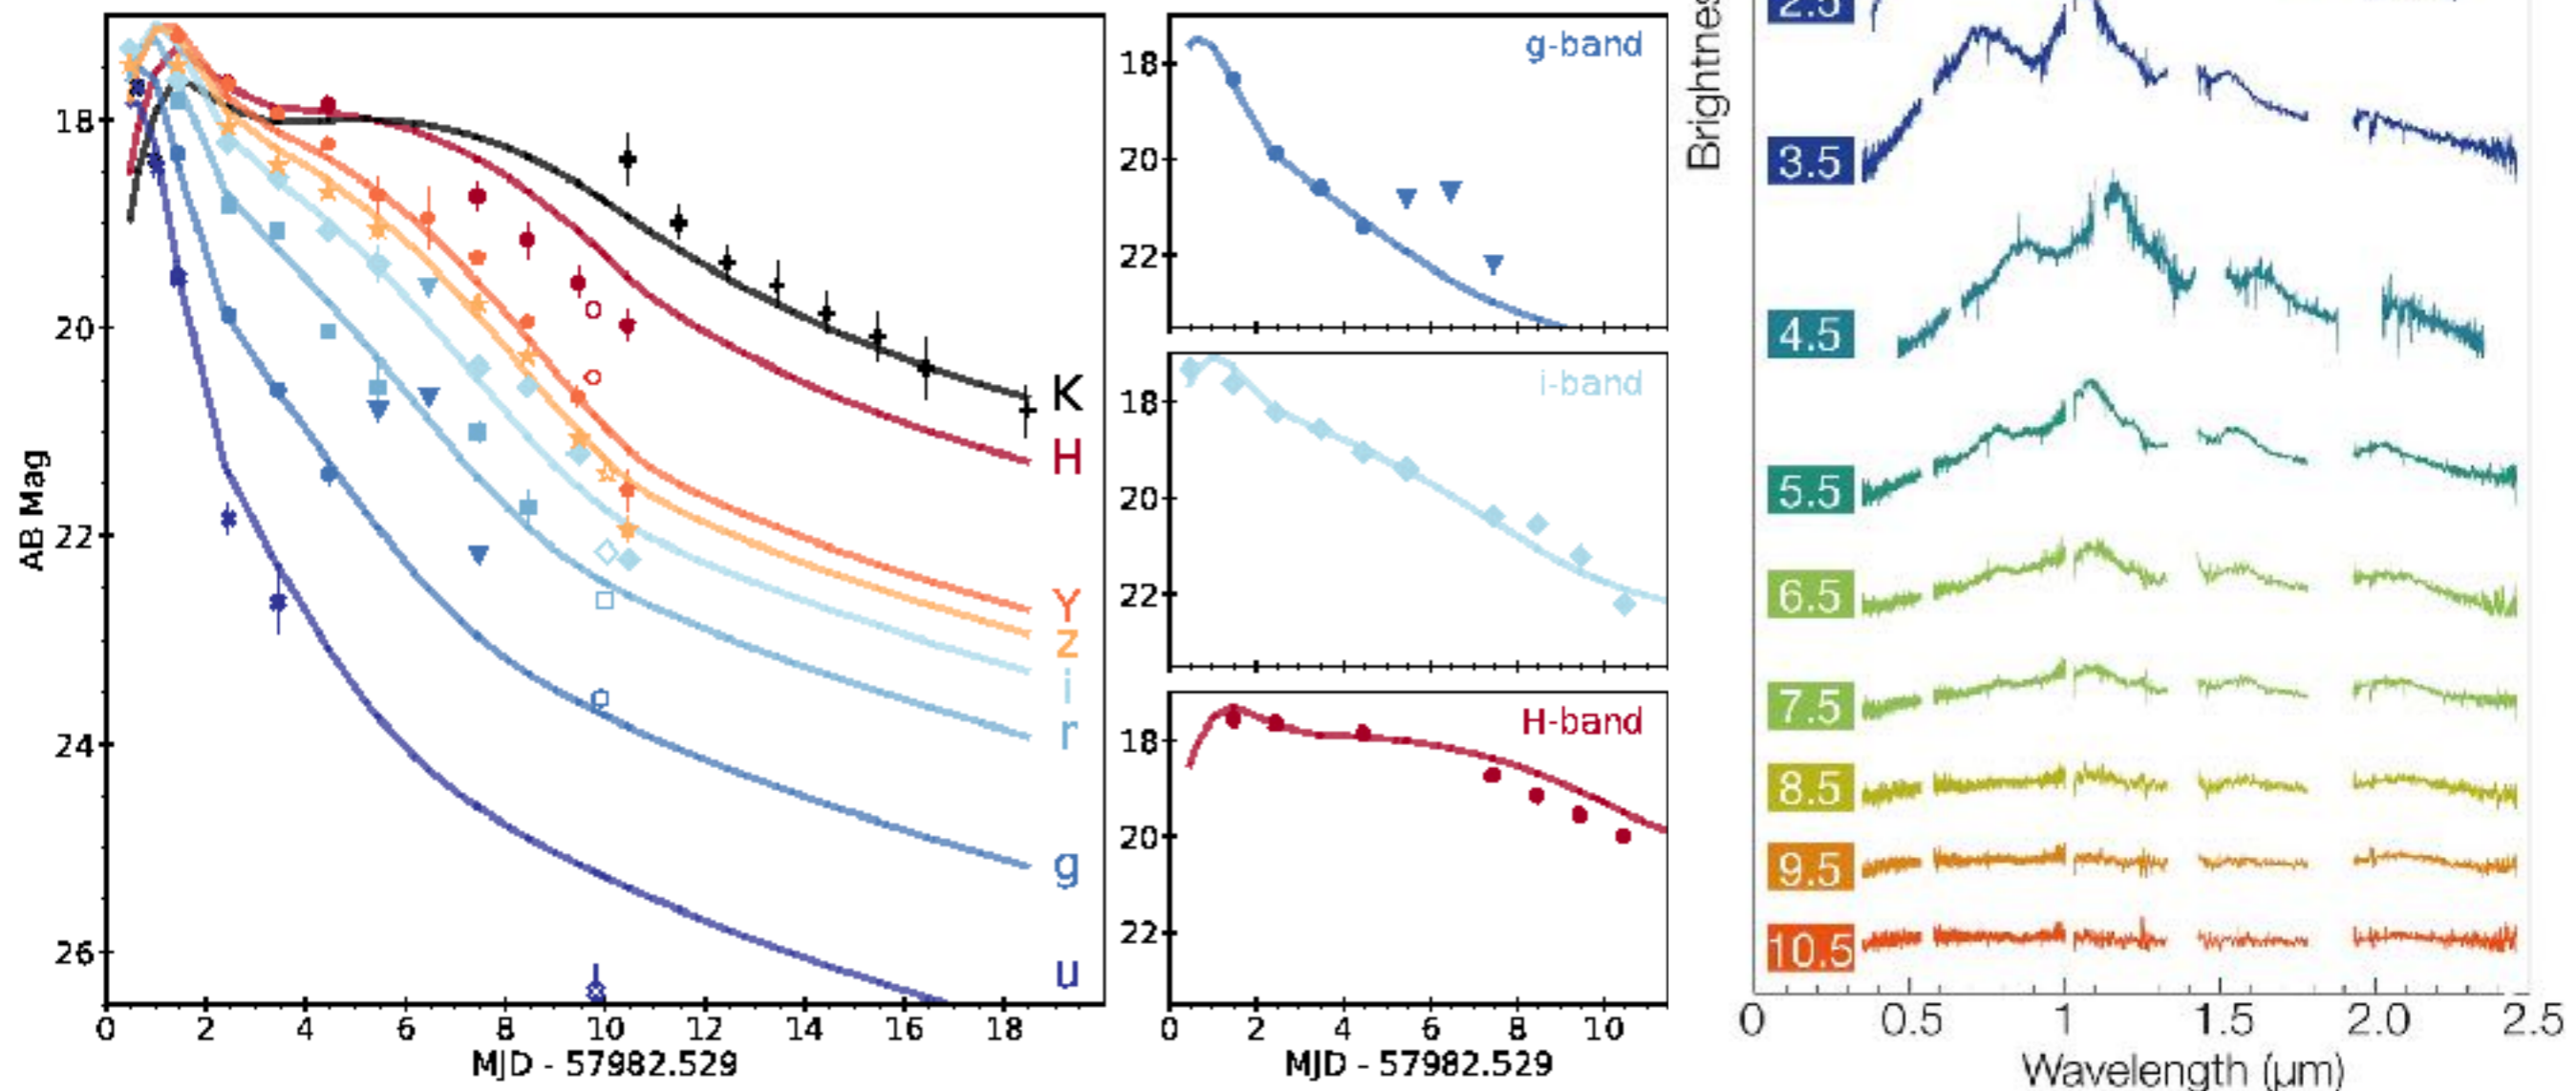 18
20
22
24
26
AB Mag
0 2 4 6 8 10 12 14 16 18
MJD - 57982.529
K
H
Y
z
i
r
g
u
g-band
18
20
22
i-band
18
20
22
H-band
18
20
22
0 2 4 6 8 10
MJD - 57982.529
Brightnes
2.5
3.5
4.5
5.5
6.5
7.5
8.5
9.5
10.5
0 0.5 1 1.5 2.0 2.5
Wavelength (μm)